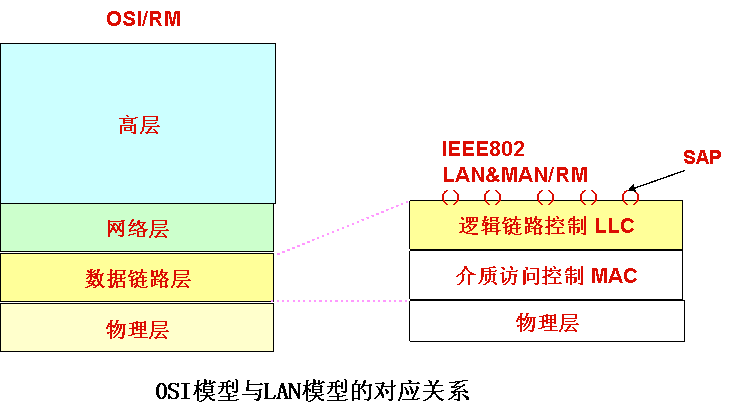 OSI/RM
高层
网络层
数据链路层
物理层
IEEE802
LAN&MAN/RM
SAP
逻辑链路控制 LLC
介质访问控制 MAC
物理层
OSI模型与LAN模型的对应关系